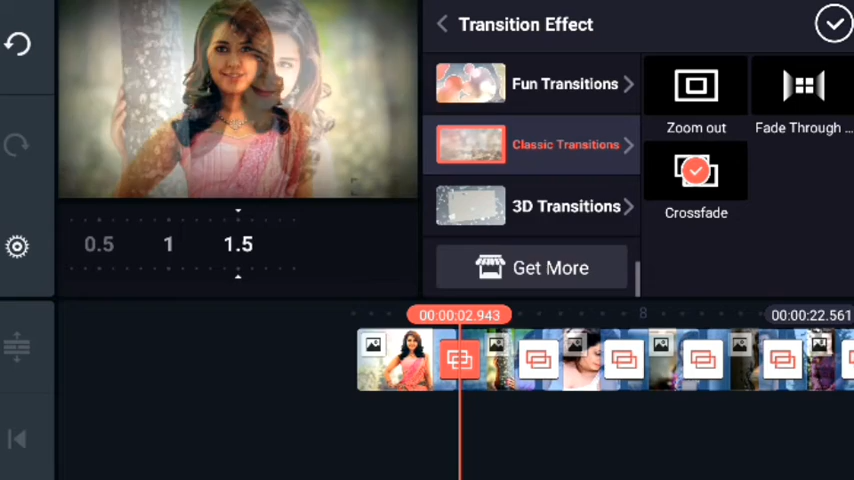 Transition Effect
Fun Transitions
Classic Transitions
3D Transitions
Get More
Zoom out
Fade Through ...
Crossfade
0.5 1 1.5
00:00:02.943
8
00:00:22.561